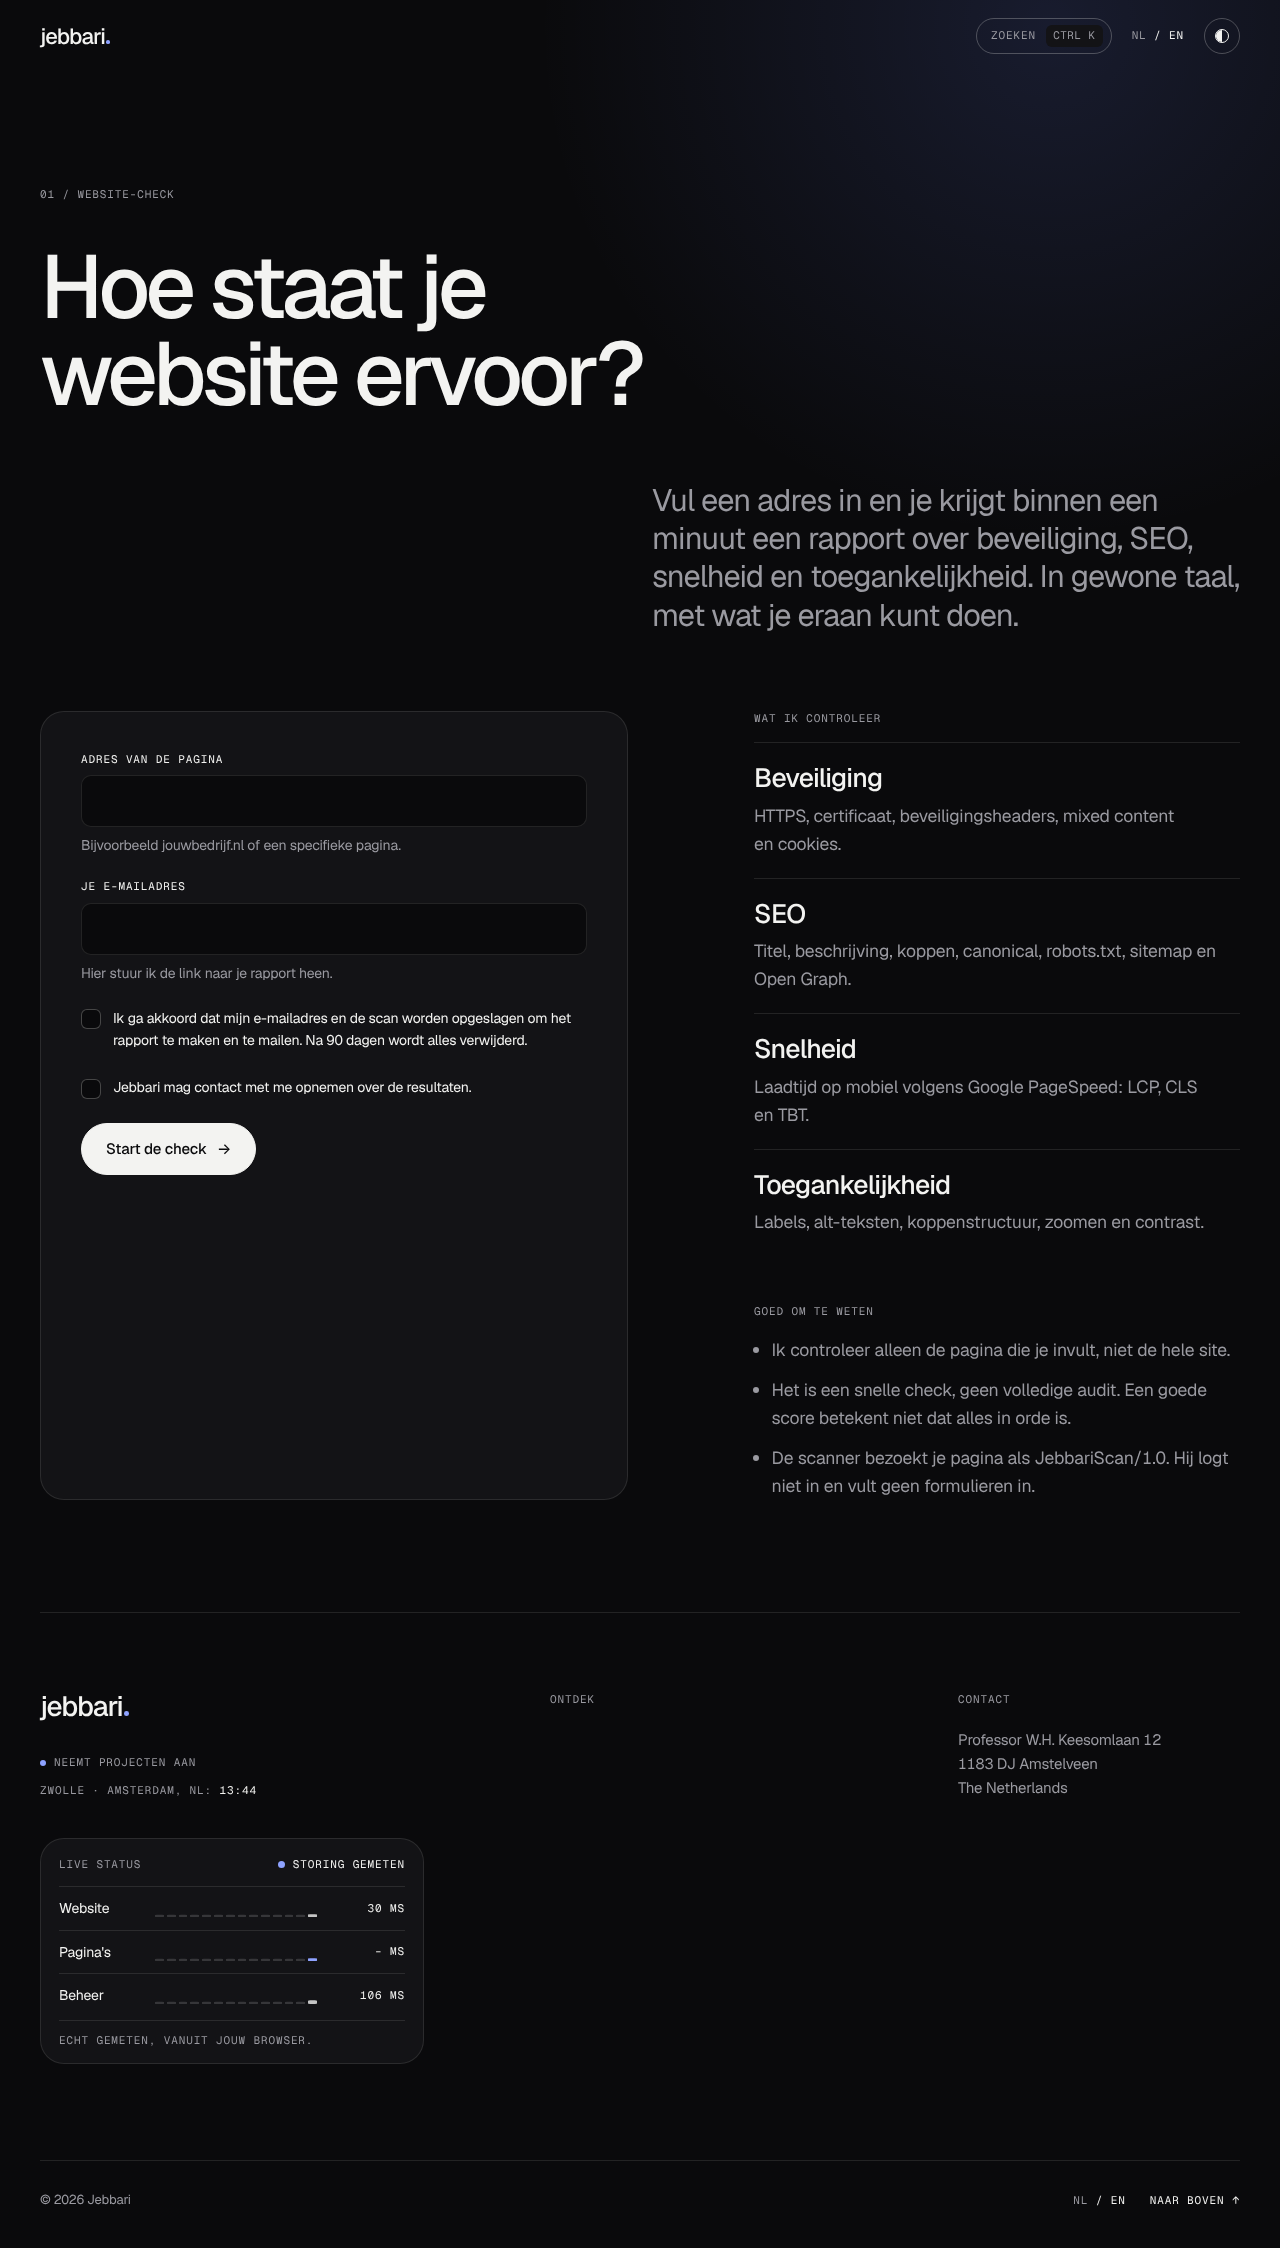 jebbari.
ZOEKEN CTRL K
NL / EN
01 / WEBSITE-CHECK
Hoe staat je
website ervoor?
Vul een adres in en je krijgt binnen een
minuut een rapport over beveiliging, SEO,
snelheid en toegankelijkheid. In gewone taal,
met wat je eraan kunt doen.
ADRES VAN DE PAGINA
Bijvoorbeeld jouwbedrijf.nl of een specifieke pagina.
JE E-MAILADRES
Hier stuur ik de link naar je rapport heen.
Ik ga akkoord dat mijn e-mailadres en de scan worden opgeslagen om het
rapport te maken en te mailen. Na 90 dagen wordt alles verwijderd.
Jebbari mag contact met me opnemen over de resultaten.
Start de check →
WAT IK CONTROLEER
Beveiliging
HTTPS, certificaat, beveiligingsheaders, mixed content
en cookies.
SEO
Titel, beschrijving, koppen, canonical, robots.txt, sitemap en
Open Graph.
Snelheid
Laadtijd op mobiel volgens Google PageSpeed: LCP, CLS
en TBT.
Toegankelijkheid
Labels, alt-teksten, koppenstructuur, zoomen en contrast.
GOED OM TE WETEN
• Ik controleer alleen de pagina die je invult, niet de hele site.
• Het is een snelle check, geen volledige audit. Een goede
score betekent niet dat alles in orde is.
• De scanner bezoekt je pagina als JebbariScan/1.0. Hij logt
niet in en vult geen formulieren in.
jebbari.
NEEMT PROJECTEN AAN
ZWOLLE · AMSTERDAM, NL: 13:44
LIVE STATUS
STORING GEMETEN
Website 30 MS
Pagina's - MS
Beheer 106 MS
ECHT GEMETEN, VANUIT JOUW BROWSER.
ONTDEK
CONTACT
Professor W.H. Keesomlaan 12
1183 DJ Amstelveen
The Netherlands
© 2026 Jebbari
NL / EN
NAAR BOVEN ↑